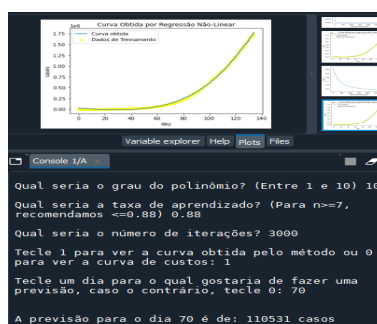 1e6 Curva Obtida por Regressão Não-Linear
Curva obtida
Dados de Treinamento
1.75
1.50
1.25
1.00
0.75
0.50
0.25
0.00
cases
0 20 40 60 80 100 120 140
day
Variable explorer Help Plots Files
Console 1/A
Qual seria o grau do polinômio? (Entre 1 e 10) 10
Qual seria a taxa de aprendizado? (Para n>=7,
recomendamos <=0.88) 0.88
Qual seria o número de iterações? 3000
Tecle 1 para ver a curva obtida pelo método ou 0
para ver a curva de custos: 1
Tecle um dia para o qual gostaria de fazer uma
previsão, caso o contrário, tecle 0: 70
A previsão para o dia 70 é de: 110531 casos